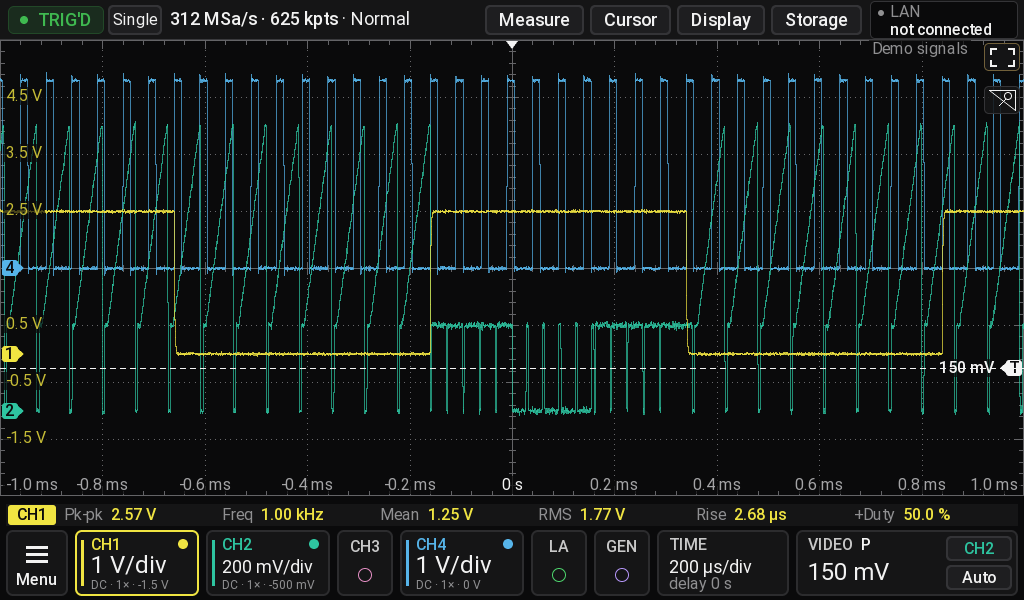 TRIG'D Single 312 MSa/s · 625 kpts · Normal Measure Cursor Display Storage LAN
not connected
Demo signals
4.5 V
3.5 V
2.5 V
4
0.5 V
1
150 mV T
-0.5 V
2
-1.5 V
-1.0 ms -0.8 ms -0.6 ms -0.4 ms -0.2 ms 0 s 0.2 ms 0.4 ms 0.6 ms 0.8 ms 1.0 ms
CH1 Pk-pk 2.57 V Freq 1.00 kHz Mean 1.25 V RMS 1.77 V Rise 2.68 µs +Duty 50.0 %
Menu
CH1
1 V/div
DC · 1× · -1.5 V
CH2
200 mV/div
DC · 1× · -500 mV
CH3
CH4
1 V/div
DC · 1× · 0 V
LA
GEN
TIME
200 µs/div
delay 0 s
VIDEO P
150 mV
CH2
Auto